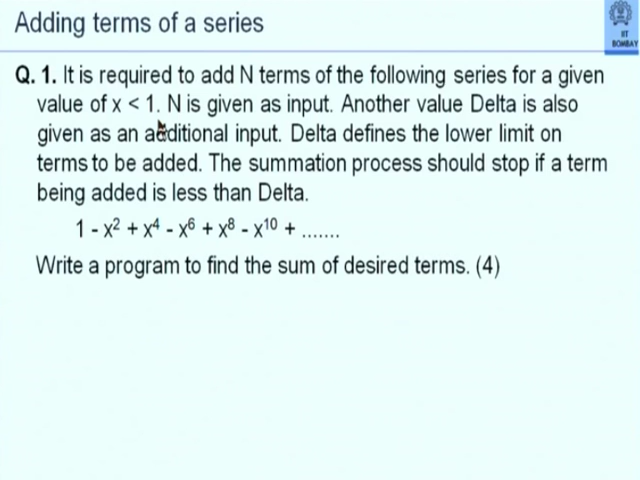 Adding terms of a series
IIT
BOMBAY
Q. 1. It is required to add N terms of the following series for a given
value of x < 1. N is given as input. Another value Delta is also
given as an additional input. Delta defines the lower limit on
terms to be added. The summation process should stop if a term
being added is less than Delta.
1 - x² + x⁴ - x⁶ + x⁸ - x¹⁰ + .......
Write a program to find the sum of desired terms. (4)